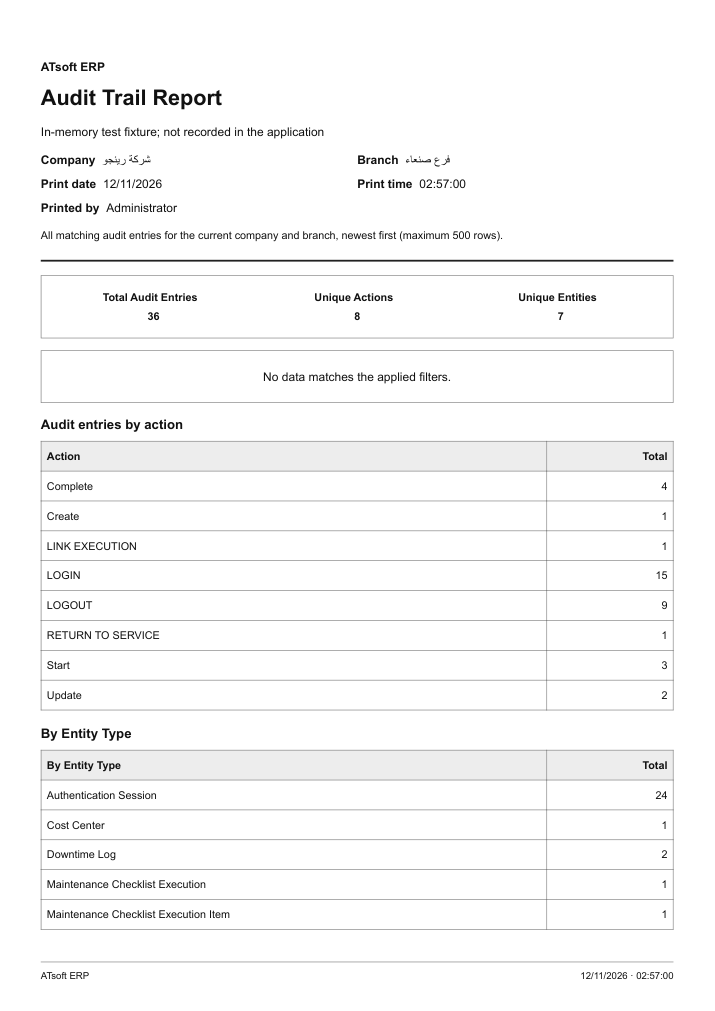 ATsoft ERP
Audit Trail Report
In-memory test fixture; not recorded in the application
Company شركة رينجو Branch فرع صنعاء
Print date 12/11/2026 Print time 02:57:00
Printed by Administrator
All matching audit entries for the current company and branch, newest first (maximum 500 rows).
Total Audit Entries Unique Actions Unique Entities
36 8 7
No data matches the applied filters.
Audit entries by action
Action Total
Complete 4
Create 1
LINK EXECUTION 1
LOGIN 15
LOGOUT 9
RETURN TO SERVICE 1
Start 3
Update 2
By Entity Type
By Entity Type Total
Authentication Session 24
Cost Center 1
Downtime Log 2
Maintenance Checklist Execution 1
Maintenance Checklist Execution Item 1
ATsoft ERP 12/11/2026 · 02:57:00